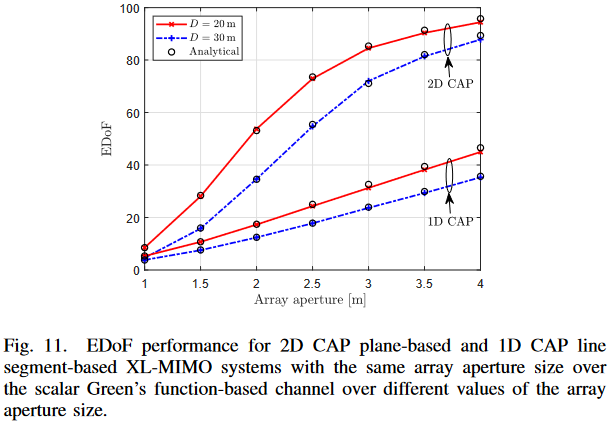 100
D = 20 m
D = 30 m
Analytical
80
2D CAP
60
EDoF
40
1D CAP
20
0
1 1.5 2 2.5 3 3.5 4
Array aperture [m]
Fig. 11. EDoF performance for 2D CAP plane-based and 1D CAP line
segment-based XL-MIMO systems with the same array aperture size over
the scalar Green's function-based channel over different values of the array
aperture size.